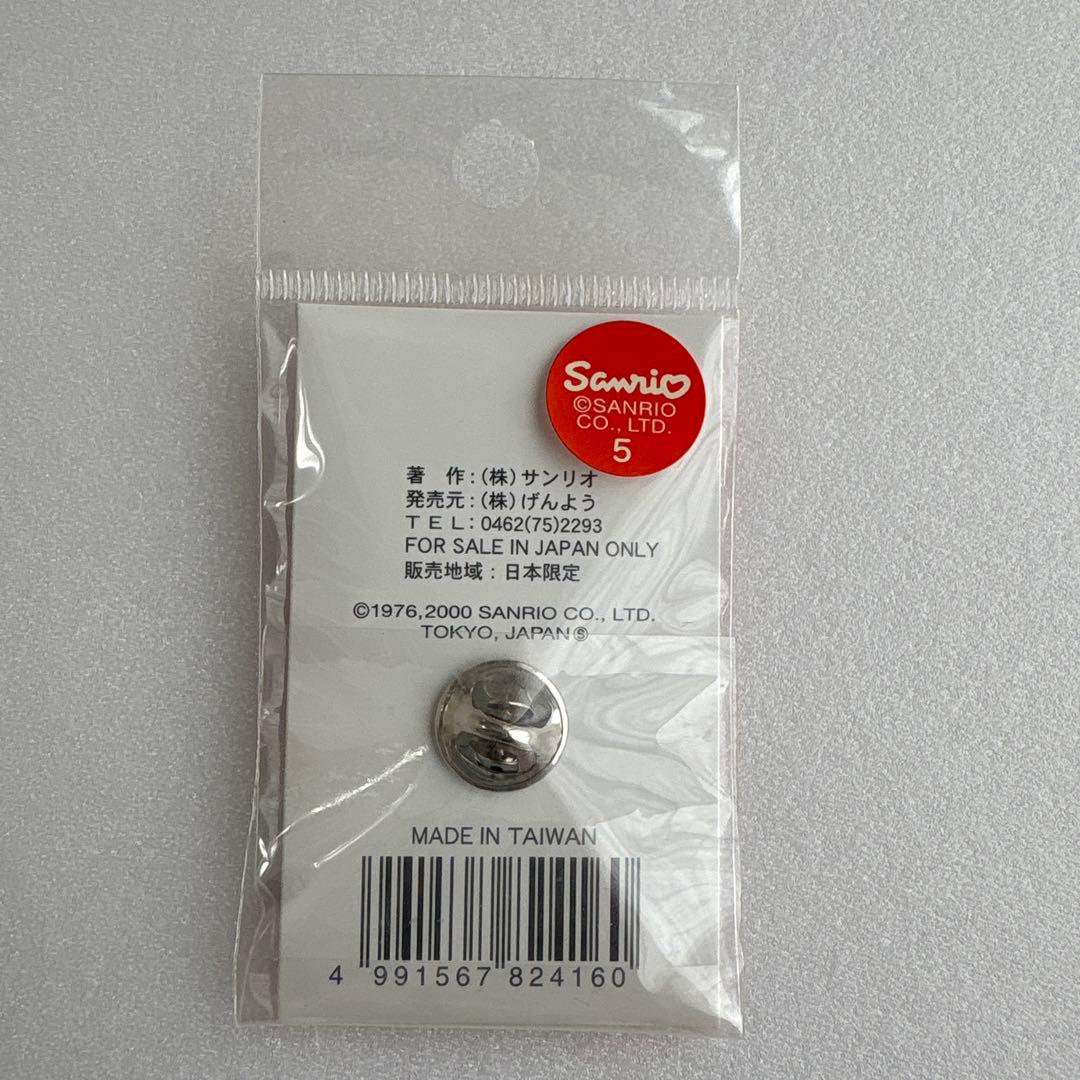 Sanrio
©SANRIO
CO., LTD.
5
著　作：(株)サンリオ
発売元：(株)げんよう
ＴＥＬ：0462(75)2293
FOR SALE IN JAPAN ONLY
販売地域：日本限定
©1976,2000 SANRIO CO., LTD.
TOKYO, JAPANⓈ
MADE IN TAIWAN
4 991567 824160